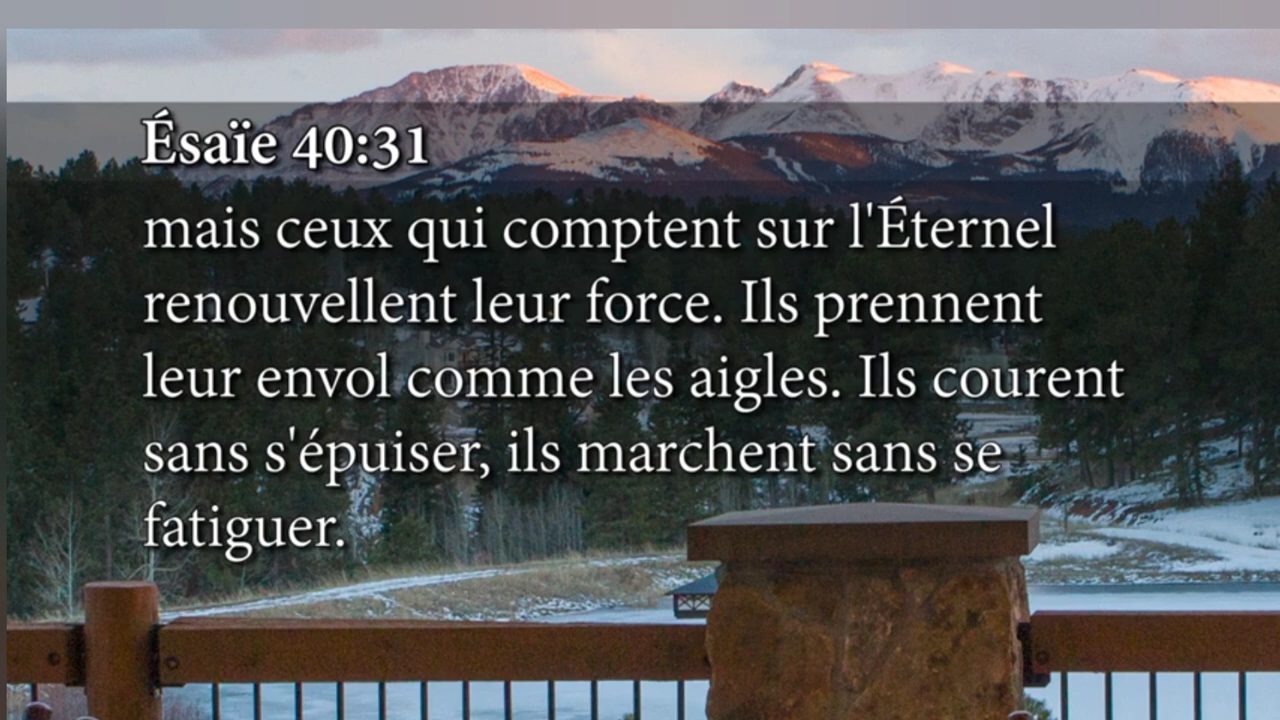 Ésaïe 40:31
mais ceux qui comptent sur l'Éternel
renouvellent leur force. Ils prennent
leur envol comme les aigles. Ils courent
sans s'épuiser, ils marchent sans se
fatiguer.